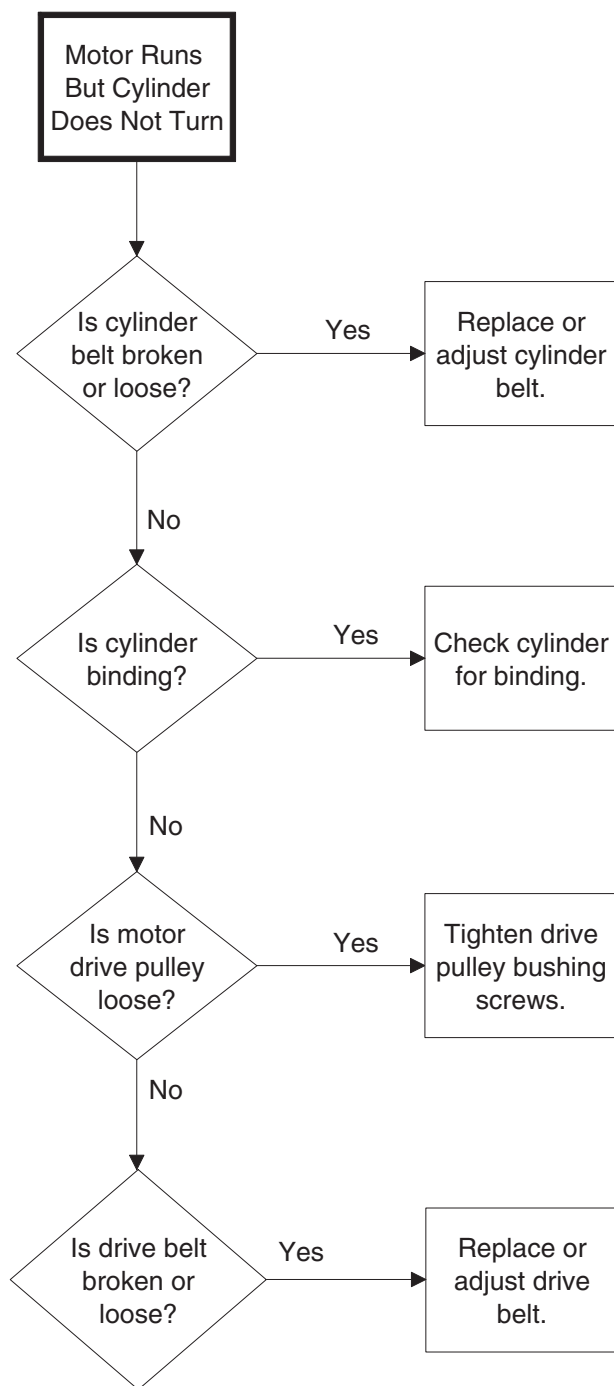 Motor Runs
But Cylinder
Does Not Turn
Is cylinder
belt broken
or loose?
Yes
Replace or
adjust cylinder
belt.
No
Is cylinder
binding?
Yes
Check cylinder
for binding.
No
Is motor
drive pulley
loose?
Yes
Tighten drive
pulley bushing
screws.
No
Is drive belt
broken or
loose?
Yes
Replace or
adjust drive
belt.